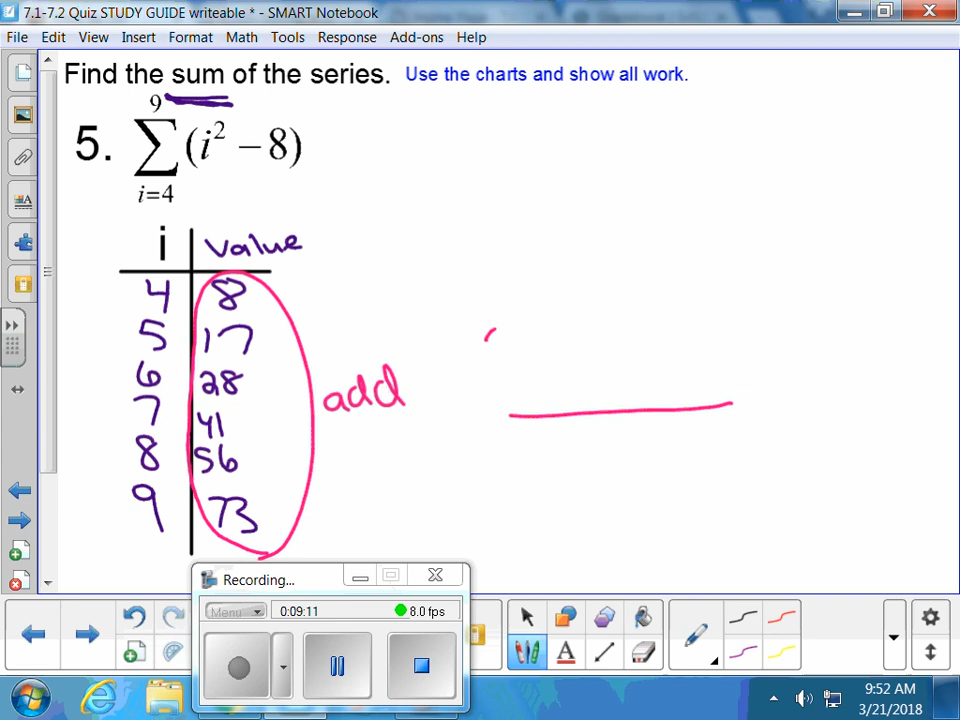 7.1-7.2 Quiz STUDY GUIDE writeable * - SMART Notebook
File Edit View Insert Format Math Tools Response Add-ons Help
Find the sum of the series. Use the charts and show all work.
9
5. ∑ (i² – 8)
i=4
i value
4 8
5 17
6 28
7 41
8 56
9 73
add
Recording...
Menu 0:09:11 8.0 fps
9:52 AM
3/21/2018